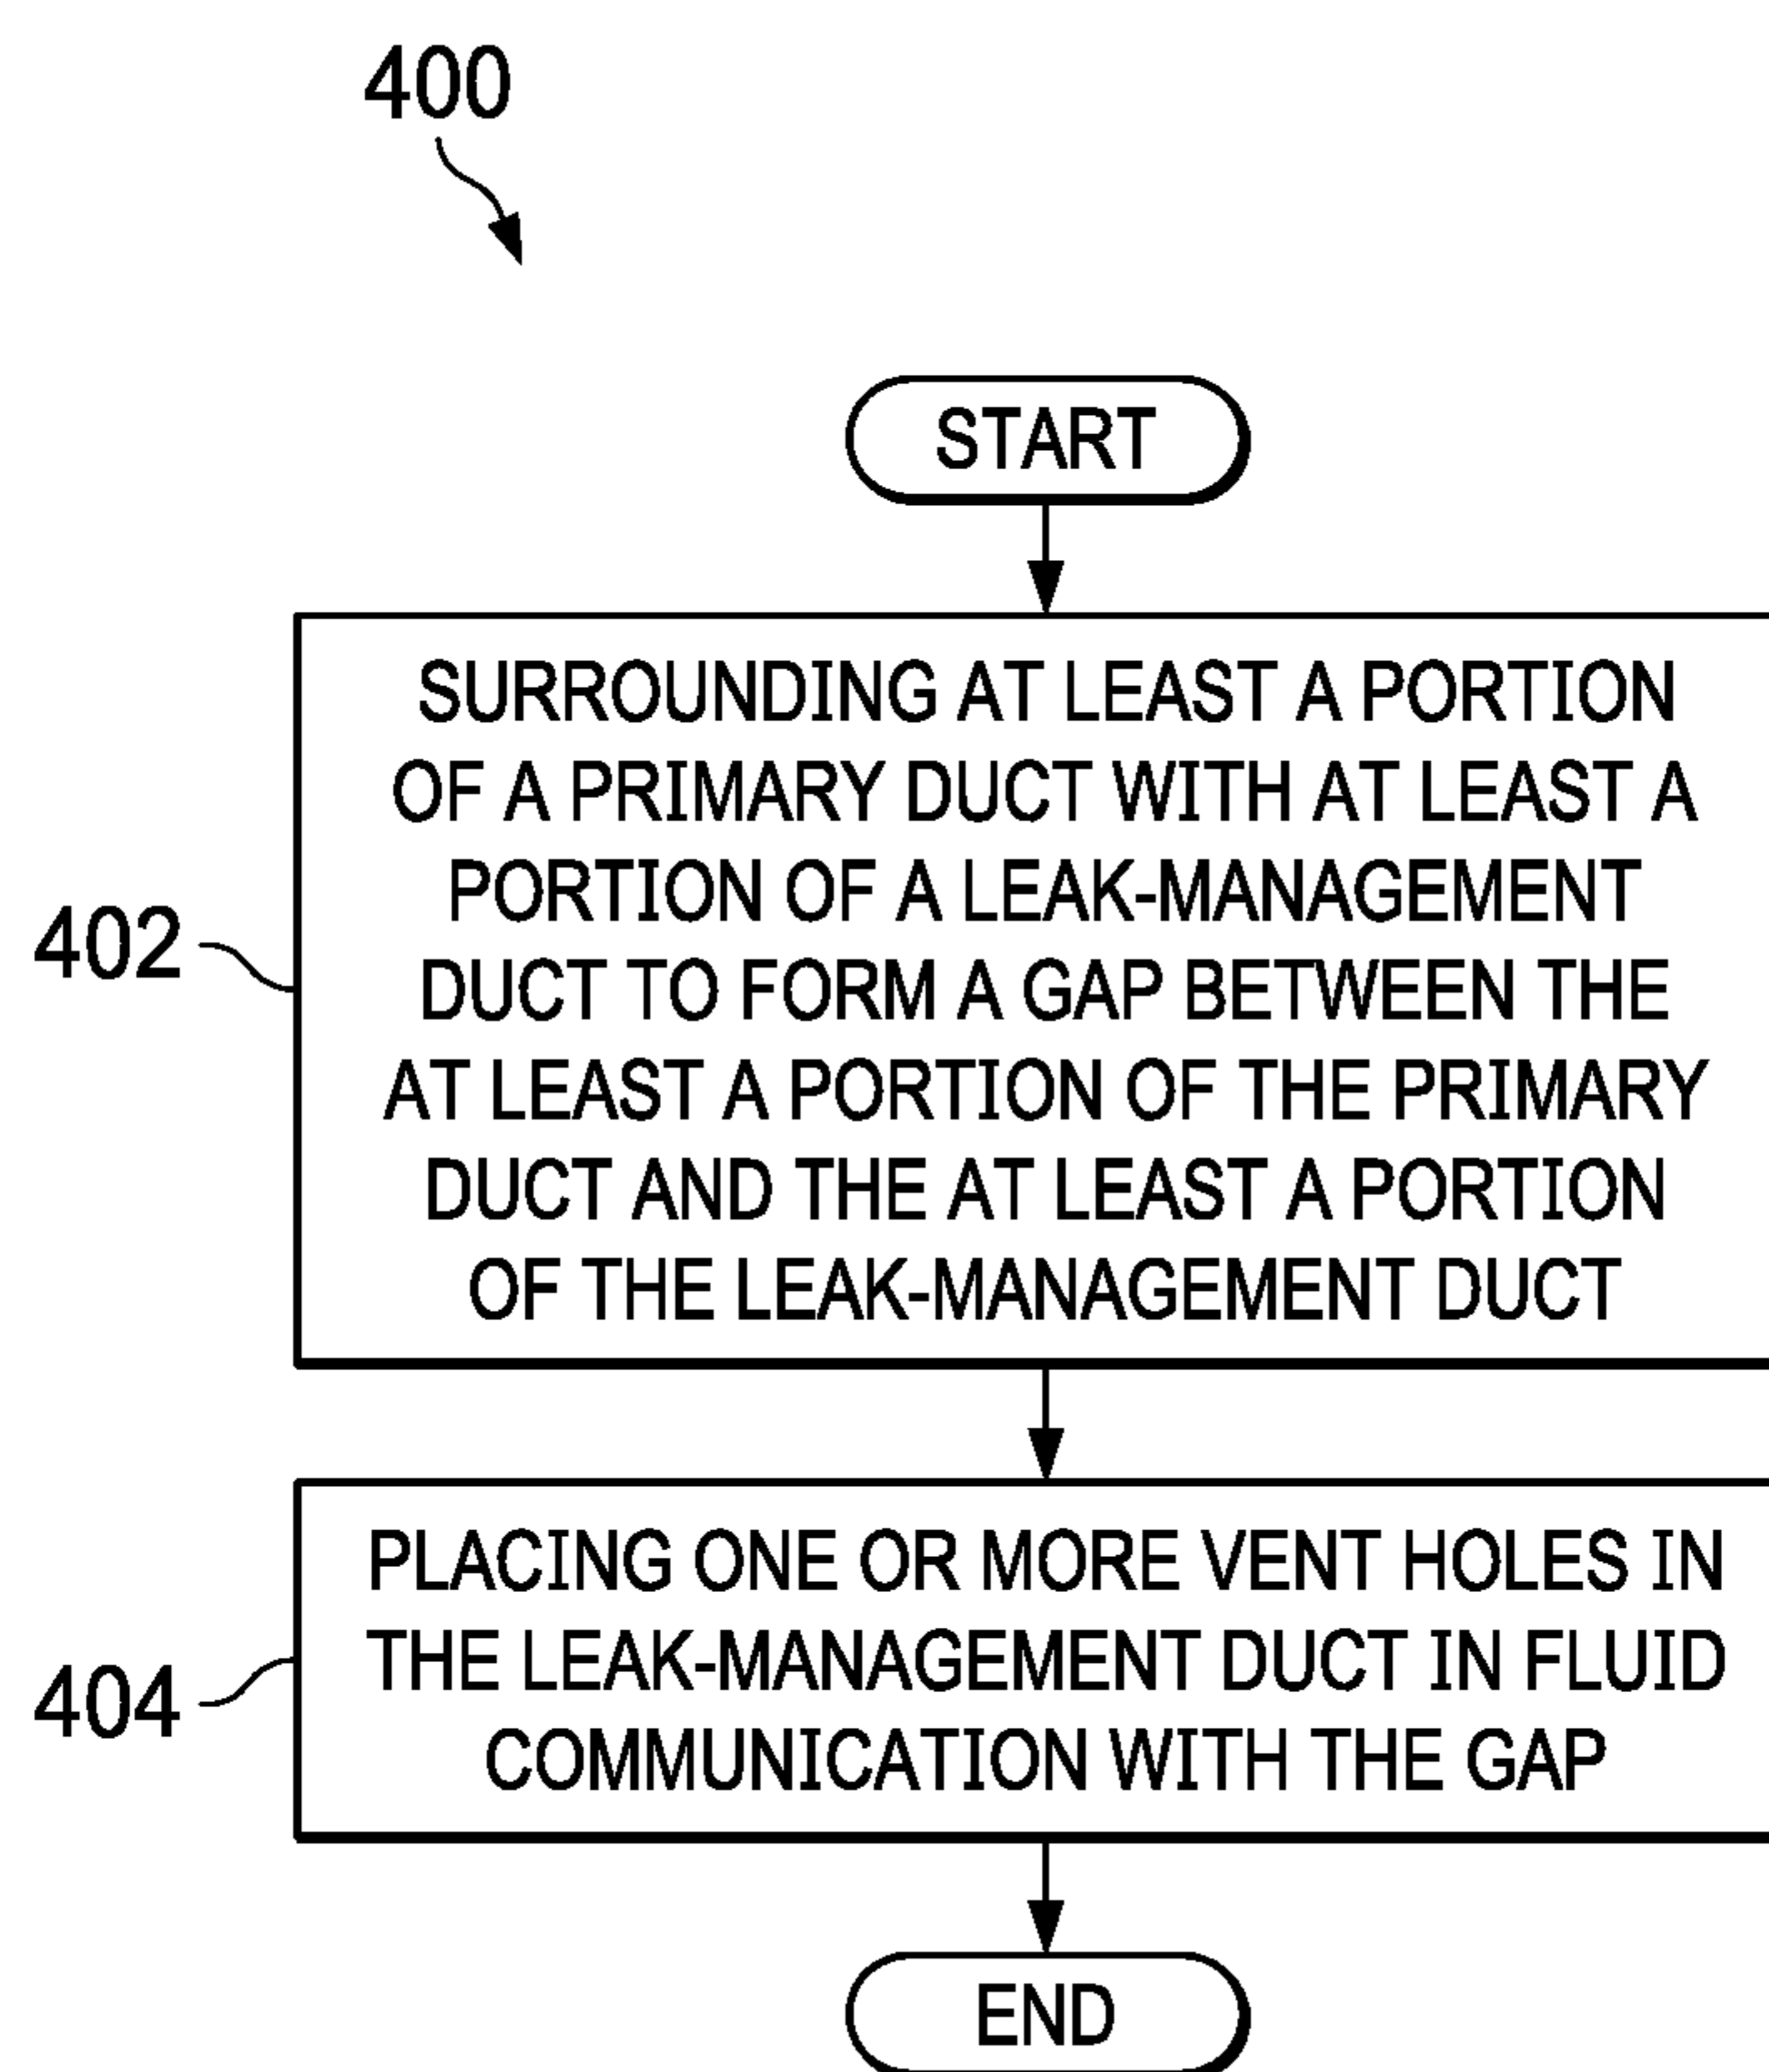 400
START
SURROUNDING AT LEAST A PORTION
OF A PRIMARY DUCT WITH AT LEAST A
PORTION OF A LEAK-MANAGEMENT
DUCT TO FORM A GAP BETWEEN THE
AT LEAST A PORTION OF THE PRIMARY
DUCT AND THE AT LEAST A PORTION
OF THE LEAK-MANAGEMENT DUCT
402
PLACING ONE OR MORE VENT HOLES IN
THE LEAK-MANAGEMENT DUCT IN FLUID
COMMUNICATION WITH THE GAP
404
END